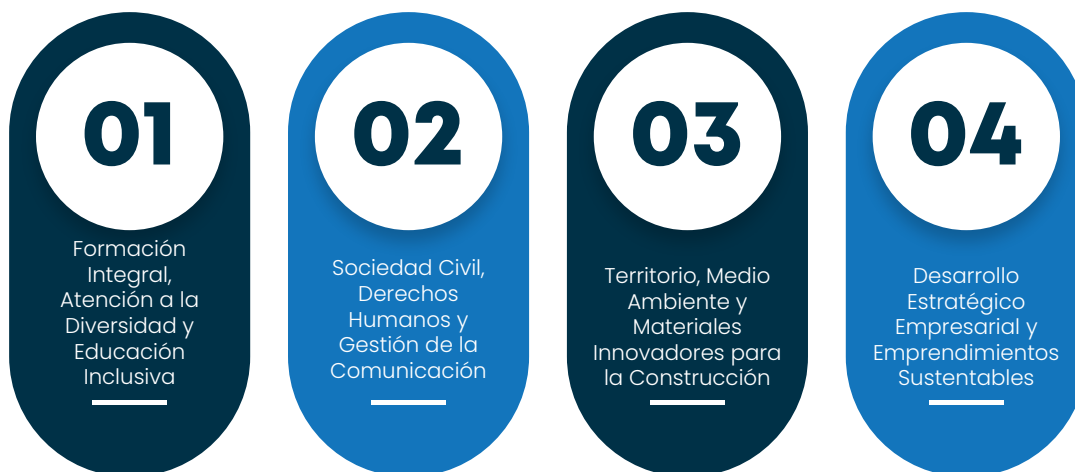 01
Formación
Integral,
Atención a la
Diversidad y
Educación
Inclusiva
02
Sociedad Civil,
Derechos
Humanos y
Gestión de la
Comunicación
03
Territorio, Medio
Ambiente y
Materiales
Innovadores para
la Construcción
04
Desarrollo
Estratégico
Empresarial y
Emprendimientos
Sustentables